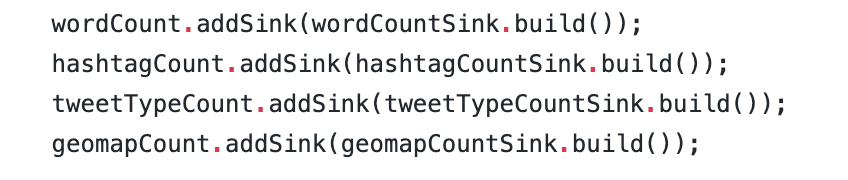 wordCount.addSink(wordCountSink.build());
hashtagCount.addSink(hashtagCountSink.build());
tweetTypeCount.addSink(tweetTypeCountSink.build());
geomapCount.addSink(geomapCountSink.build());